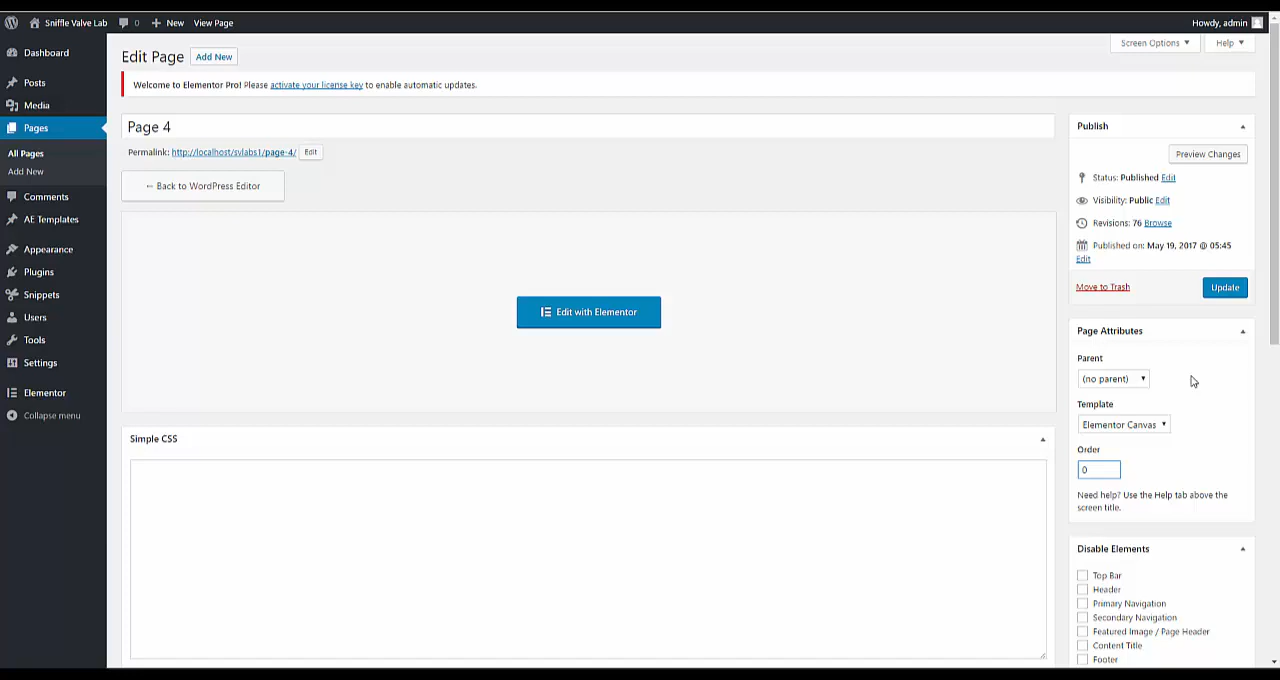 Sniffle Valve Lab 0 New View Page Howdy, admin
Dashboard
Posts
Media
Pages
All Pages
Add New
Comments
AE Templates
Appearance
Plugins
Snippets
Users
Tools
Settings
Elementor
Collapse menu
Screen Options Help
Edit Page Add New
Welcome to Elementor Pro! Please activate your license key to enable automatic updates.
Page 4
Permalink: http://localhost/svlabs1/page-4/ Edit
← Back to WordPress Editor
Edit with Elementor
Simple CSS
Publish
Preview Changes
Status: Published Edit
Visibility: Public Edit
Revisions: 76 Browse
Published on: May 19, 2017 @ 05:45
Edit
Move to Trash Update
Page Attributes
Parent
(no parent)
Template
Elementor Canvas
Order
0
Need help? Use the Help tab above the
screen title.
Disable Elements
Top Bar
Header
Primary Navigation
Secondary Navigation
Featured Image / Page Header
Content Title
Footer